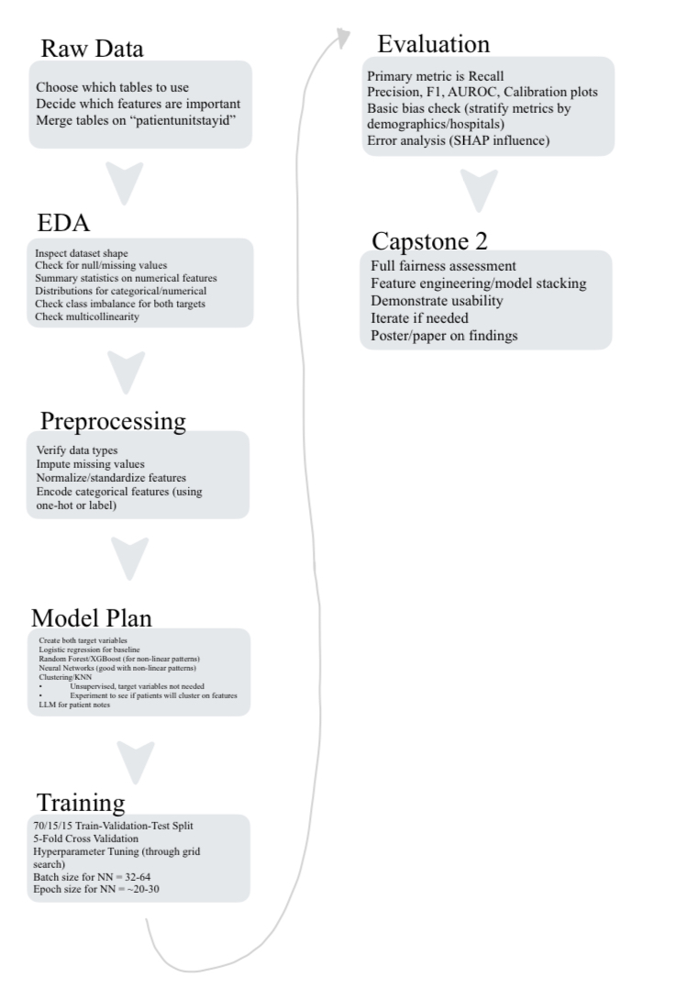 Raw Data
Choose which tables to use
Decide which features are important
Merge tables on “patientunitstayid”
EDA
Inspect dataset shape
Check for null/missing values
Summary statistics on numerical features
Distributions for categorical/numerical
Check class imbalance for both targets
Check multicollinearity
Preprocessing
Verify data types
Impute missing values
Normalize/standardize features
Encode categorical features (using
one-hot or label)
Model Plan
Create both target variables
Logistic regression for baseline
Random Forest/XGBoost (for non-linear patterns)
Neural Networks (good with non-linear patterns)
Clustering/KNN
• Unsupervised, target variables not needed
• Experiment to see if patients will cluster on features
LLM for patient notes
Training
70/15/15 Train-Validation-Test Split
5-Fold Cross Validation
Hyperparameter Tuning (through grid
search)
Batch size for NN = 32-64
Epoch size for NN = ~20-30
Evaluation
Primary metric is Recall
Precision, F1, AUROC, Calibration plots
Basic bias check (stratify metrics by
demographics/hospitals)
Error analysis (SHAP influence)
Capstone 2
Full fairness assessment
Feature engineering/model stacking
Demonstrate usability
Iterate if needed
Poster/paper on findings